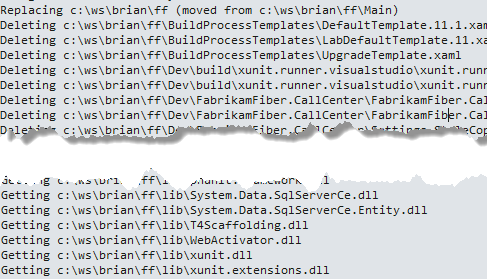 Replacing c:\ws\brian\ff (moved from c:\ws\brian\ff\Main)
Deleting c:\ws\brian\ff\BuildProcessTemplates\DefaultTemplate.11.1.xam
Deleting c:\ws\brian\ff\BuildProcessTemplates\LabDefaultTemplate.11.xa
Deleting c:\ws\brian\ff\BuildProcessTemplates\UpgradeTemplate.xaml
Deleting c:\ws\brian\ff\Dev\build\xunit.runner.visualstudio\xunit.runn
Deleting c:\ws\brian\ff\Dev\build\xunit.runner.visualstudio\xunit.runn
Deleting c:\ws\brian\ff\Dev\FabrikamFiber.CallCenter\FabrikamFiber.Cal
Deleting c:\ws\brian\ff\Dev\FabrikamFiber.CallCenter\FabrikamFiber.Cal
Deleting c:\ws\brian\ff
Getting c:\ws\brian\ff\lib
Getting c:\ws\brian\ff\lib\System.Data.SqlServerCe.dll
Getting c:\ws\brian\ff\lib\System.Data.SqlServerCe.Entity.dll
Getting c:\ws\brian\ff\lib\T4Scaffolding.dll
Getting c:\ws\brian\ff\lib\WebActivator.dll
Getting c:\ws\brian\ff\lib\xunit.dll
Getting c:\ws\brian\ff\lib\xunit.extensions.dll